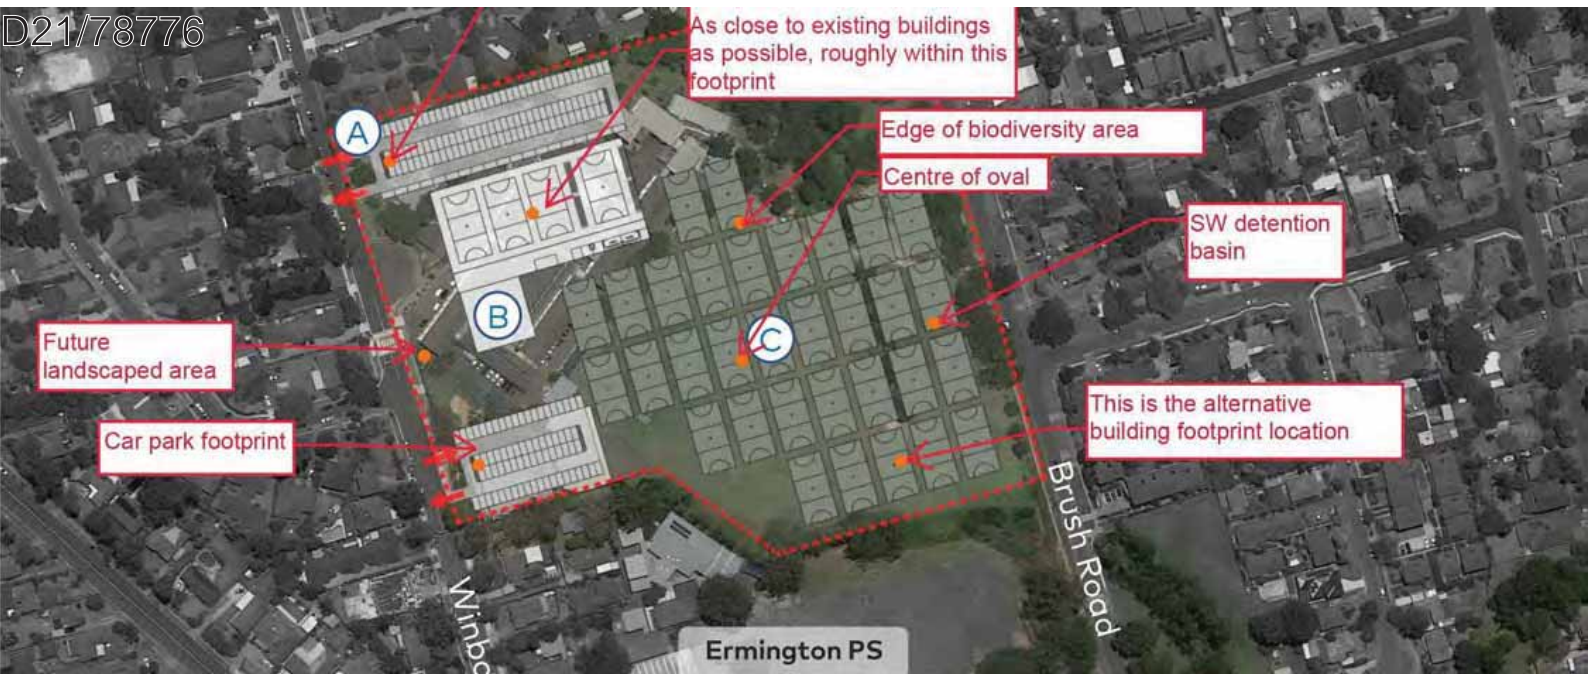 D21/78776
As close to existing buildings
as possible, roughly within this
footprint
A
Edge of biodiversity area
Centre of oval
SW detention
basin
B
C
Future
landscaped area
Car park footprint
This is the alternative
building footprint location
Brush Road
Winbo
Ermington PS